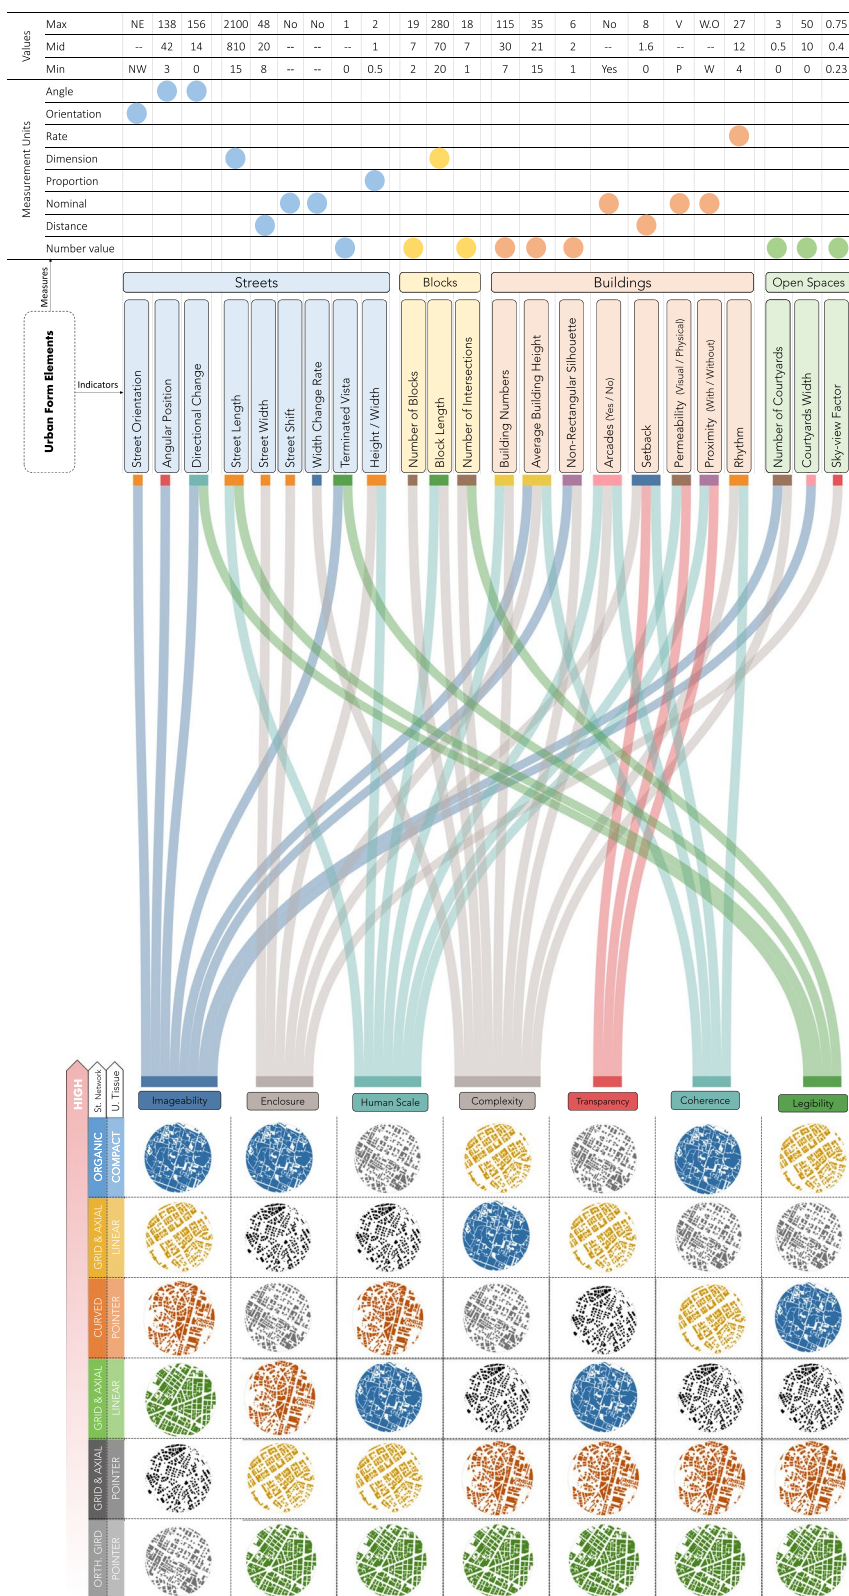 Values
Max NE 138 156 2100 48 No No 1 2 19 280 18 115 35 6 No 8 V W.O 27 3 50 0.75
Mid -- 42 14 810 20 -- -- -- 1 7 70 7 30 21 2 -- 1.6 -- -- 12 0.5 10 0.4
Min NW 3 0 15 8 -- -- 0 0.5 2 20 1 7 15 1 Yes 0 P W 4 0 0 0.23
Measurement Units
Angle
Orientation
Rate
Dimension
Proportion
Nominal
Distance
Number value
Measures
Streets
Blocks
Buildings
Open Spaces
Urban Form Elements
Indicators
Street Orientation
Angular Position
Directional Change
Street Length
Street Width
Street Shift
Width Change Rate
Terminated Vista
Height / Width
Number of Blocks
Block Length
Number of Intersections
Building Numbers
Average Building Height
Non-Rectangular Silhouette
Arcades (Yes / No)
Setback
Permeability (Visual / Physical)
Proximity (With / Without)
Rhythm
Number of Courtyards
Courtyards Width
Sky-view Factor
HIGH
St. Network
U. Tissue
Imageability
Enclosure
Human Scale
Complexity
Transparency
Coherence
Legibility
ORGANIC
COMPACT
GRID & AXIAL
LINEAR
CURVED
POINTER
GRID & AXIAL
LINEAR
GRID & AXIAL
POINTER
ORTH. GIRD
POINTER